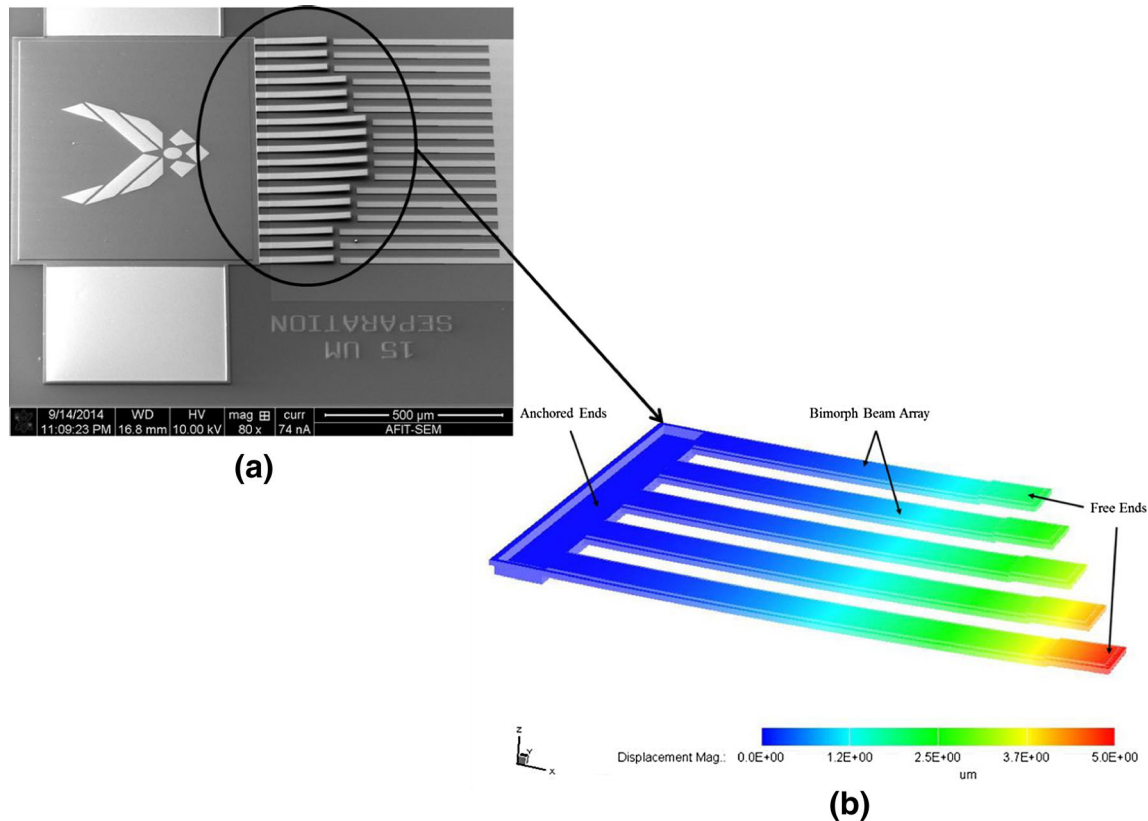 15 UM
SEPARATION
9/14/2014 WD HV mag curr 500 µm
11:09:23 PM 16.8 mm 10.00 kV 80 x 74 nA AFIT-SEM
(a)
Anchored Ends
Bimorph Beam Array
Free Ends
z
Y
x
Displacement Mag.: 0.0E+00 1.2E+00 2.5E+00 3.7E+00 5.0E+00
um
(b)